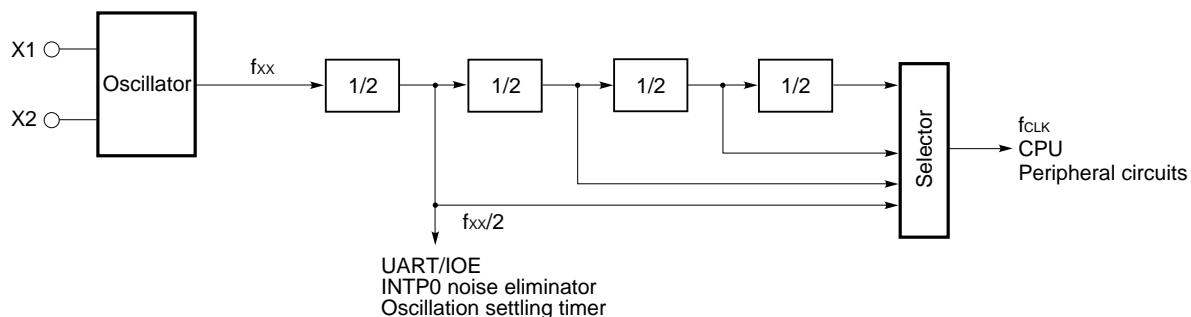 X1
X2
Oscillator
fXX
1/2
1/2
1/2
1/2
Selector
fCLK
CPU
Peripheral circuits
fXX/2
UART/IOE
INTP0 noise eliminator
Oscillation settling timer